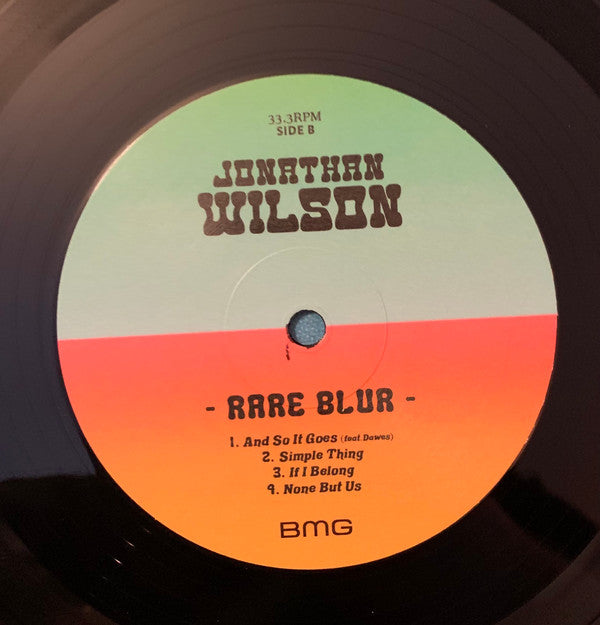 33.3RPM
SIDE B
JONATHAN
WILSON
- RARE BLUR -
1. And So It Goes (feat. Dawes)
2. Simple Thing
3. If I Belong
4. None But Us
BMG